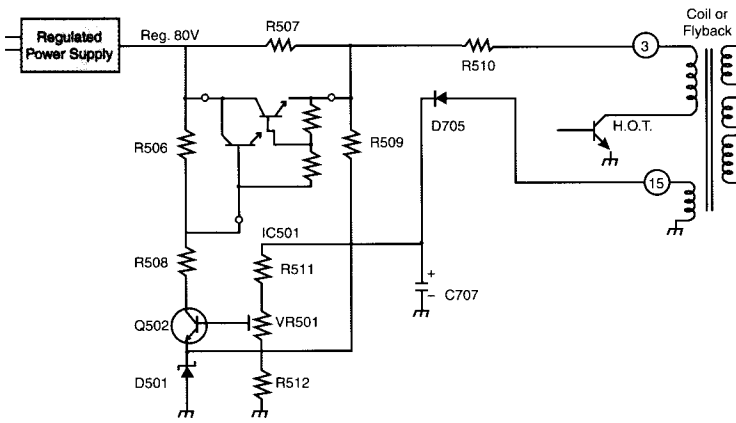 Coil or
Flyback
Regulated
Power Supply
Reg. 80V
R507
R510
3
H.O.T.
D705
R506
R509
15
IC501
R508
R511
+
−
C707
Q502
VR501
D501
R512